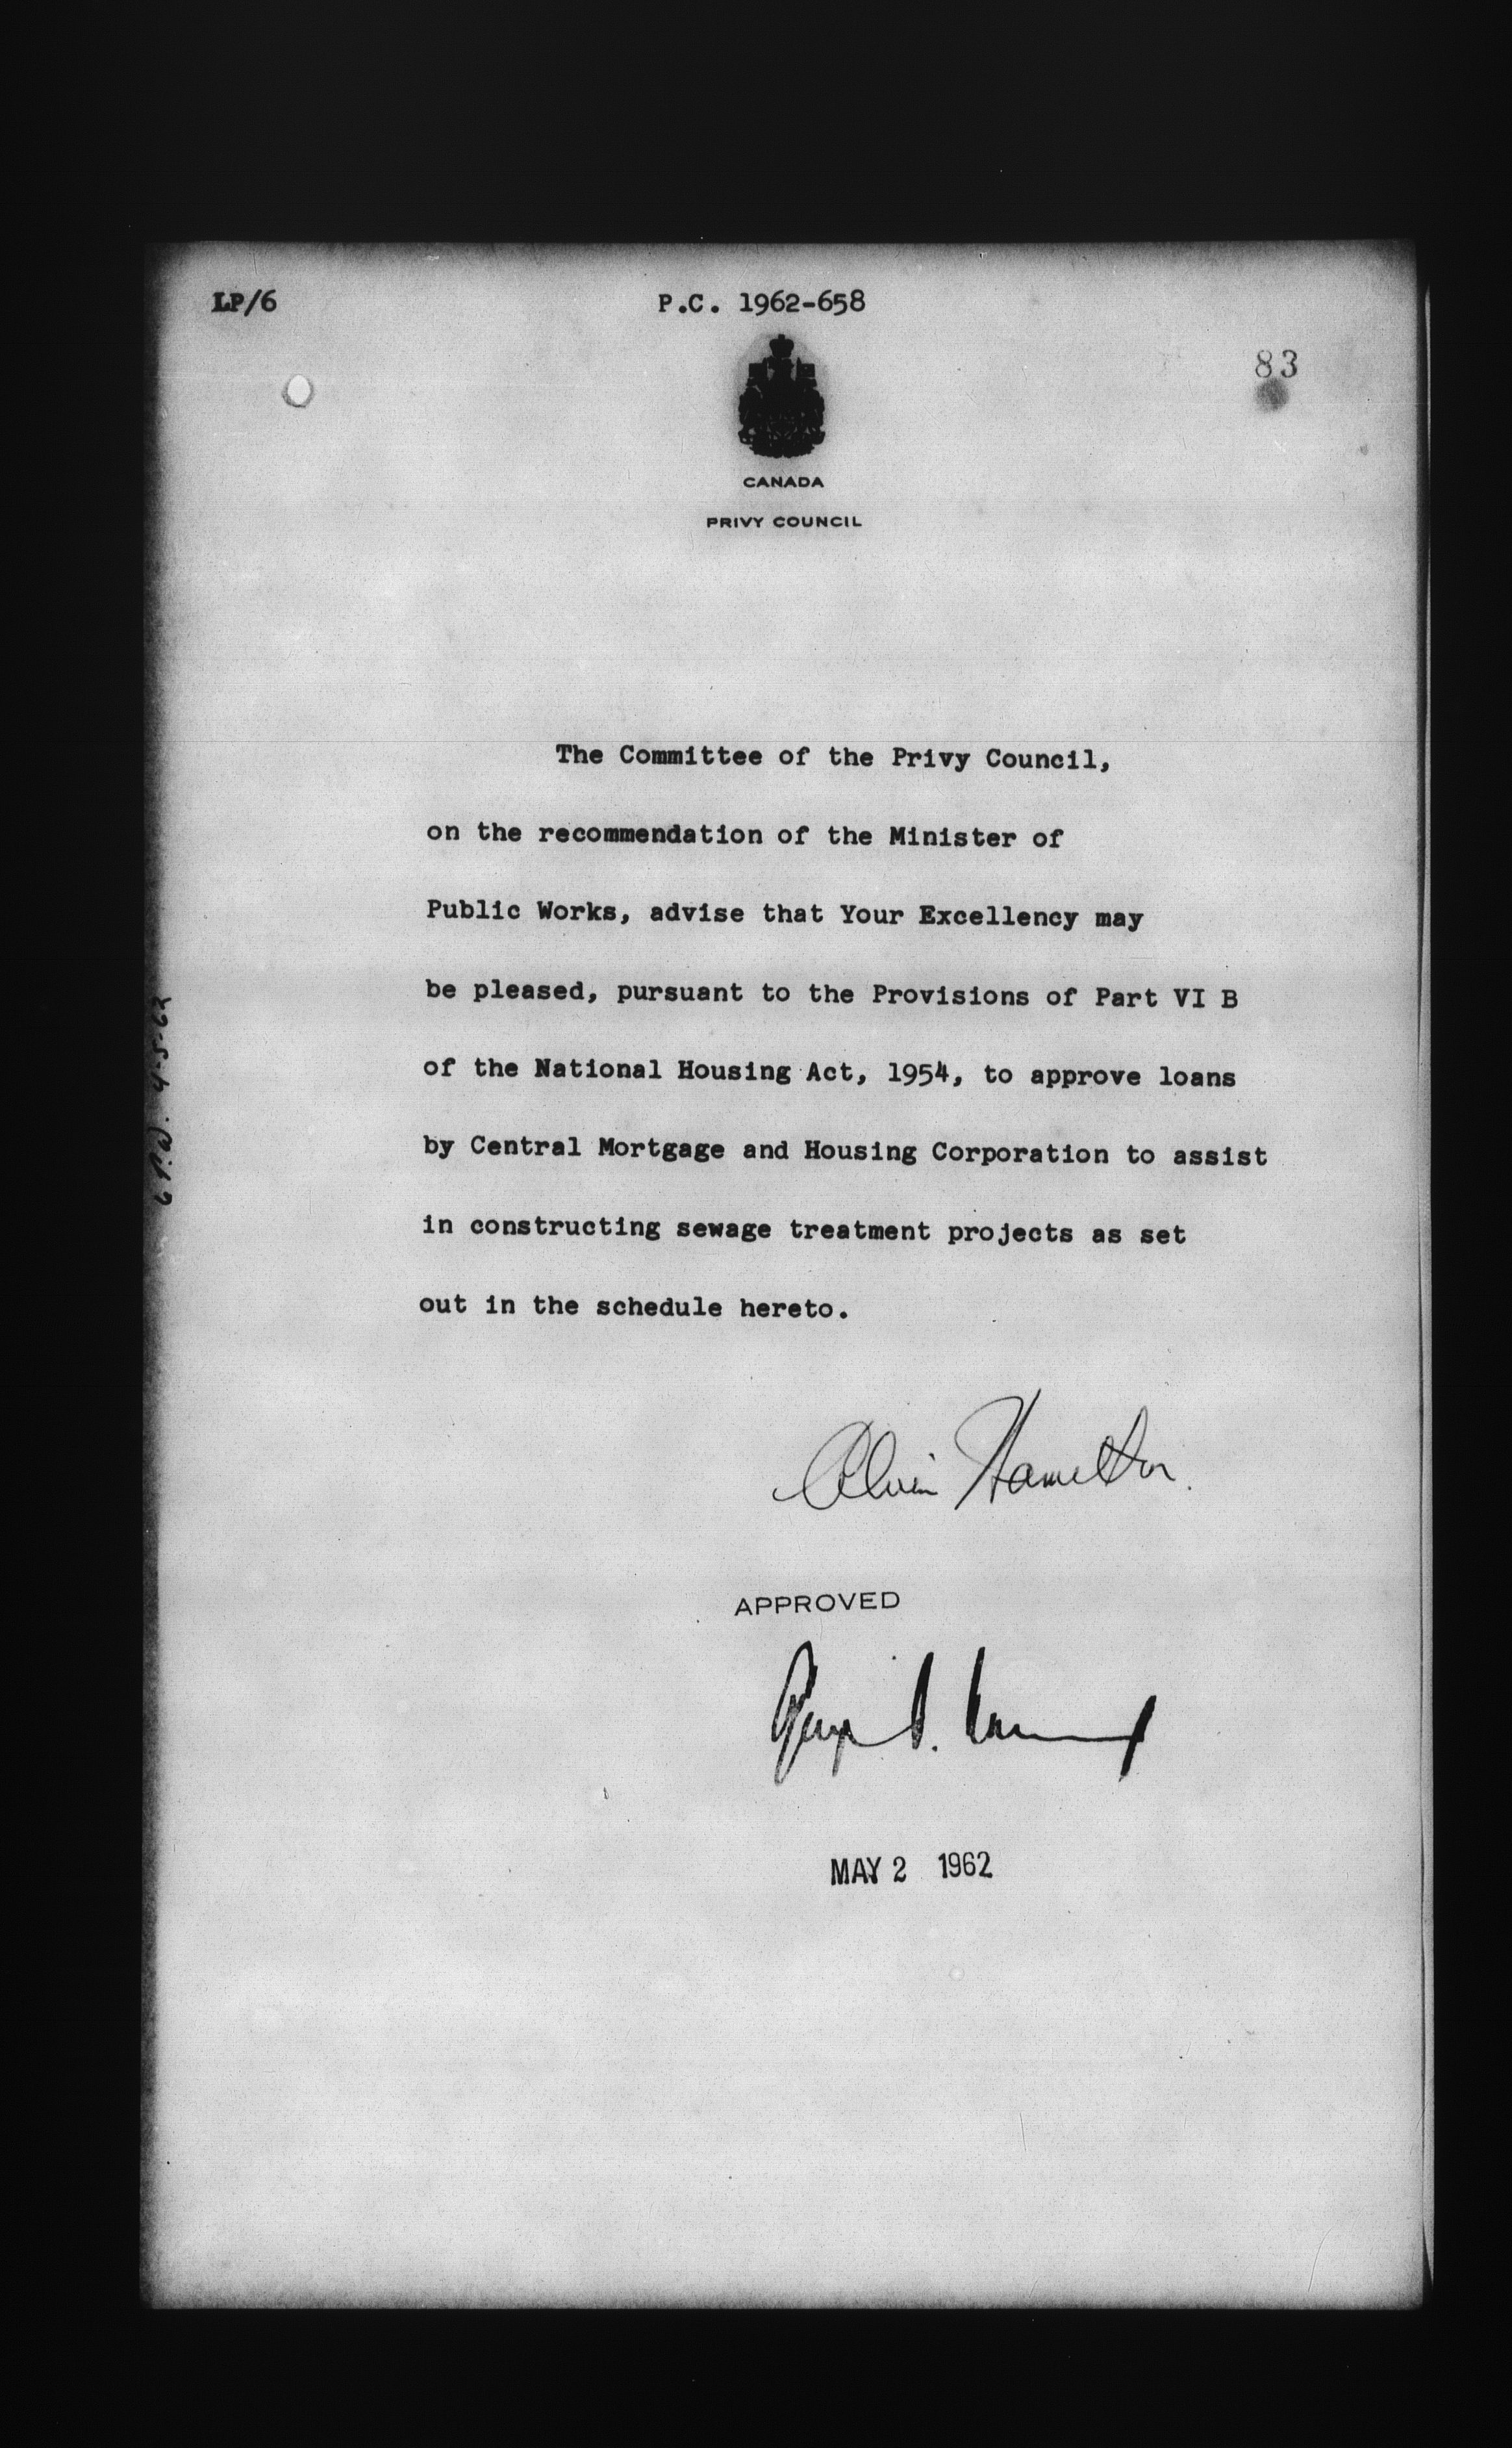 LP/6
P.C. 1962-658
83
CANADA
PRIVY COUNCIL
The Committee of the Privy Council,
on the recommendation of the Minister of
Public Works, advise that Your Excellency may
be pleased, pursuant to the Provisions of Part VI B
of the National Housing Act, 1954, to approve loans
by Central Mortgage and Housing Corporation to assist
in constructing sewage treatment projects as set
out in the schedule hereto.
Alvin Hamilton.
APPROVED
MAY 2 1962
4-5-62